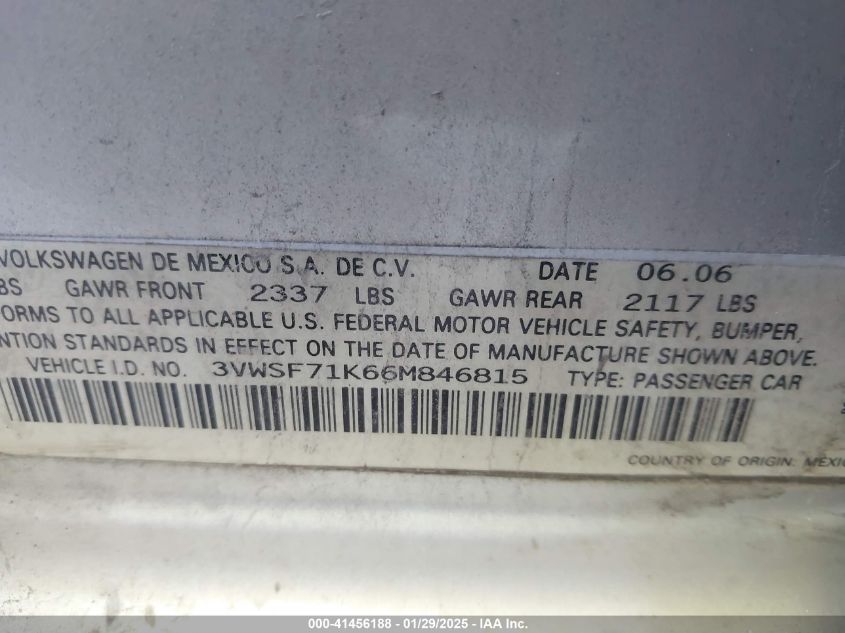 VOLKSWAGEN DE MEXICO S.A. DE C.V. DATE 06.06
BS GAWR FRONT 2337 LBS GAWR REAR 2117 LBS
FORMS TO ALL APPLICABLE U.S. FEDERAL MOTOR VEHICLE SAFETY, BUMPER,
NTION STANDARDS IN EFFECT ON THE DATE OF MANUFACTURE SHOWN ABOVE.
VEHICLE I.D. NO. 3VWSF71K66M846815 TYPE: PASSENGER CAR
COUNTRY OF ORIGIN: MEXIC
000-41456188 - 01/29/2025 - IAA Inc.